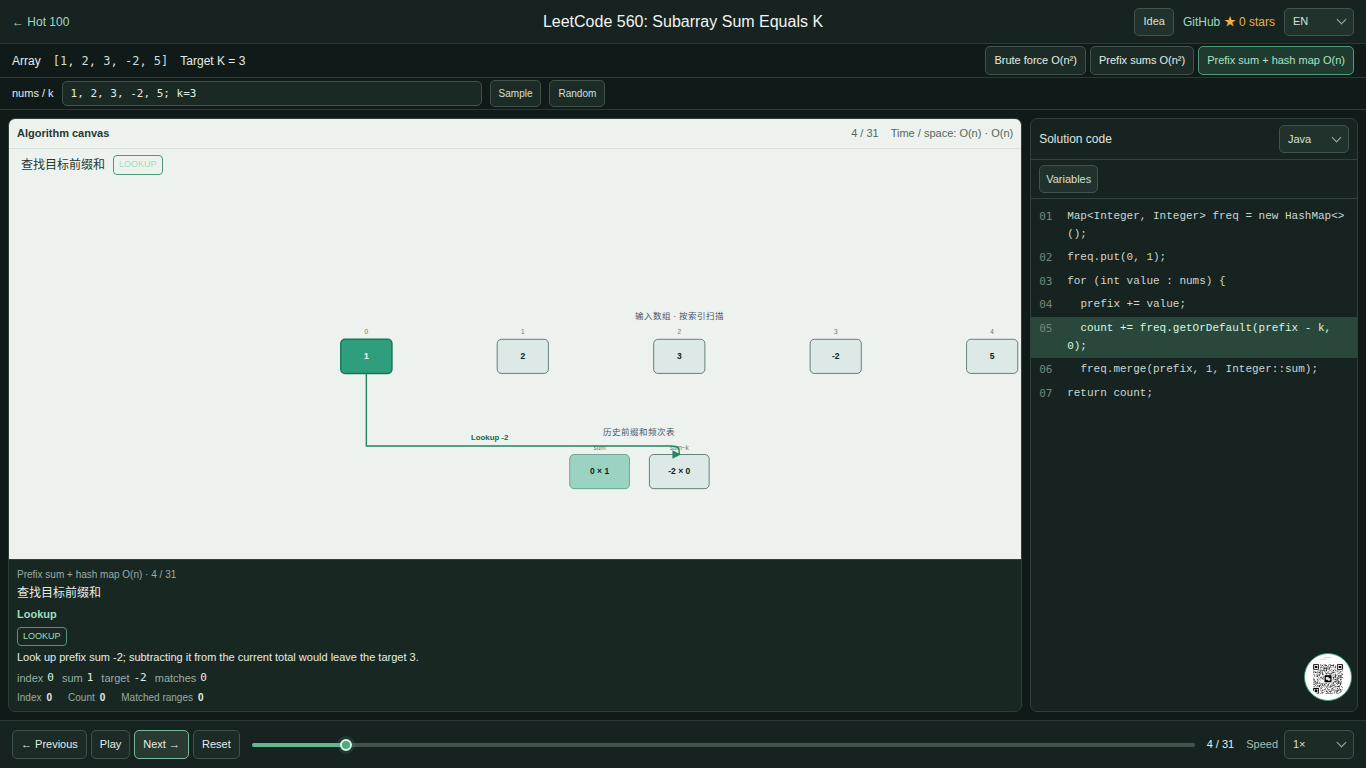 ← Hot 100
LeetCode 560: Subarray Sum Equals K
Idea
GitHub ★ 0 stars
EN
Array [1, 2, 3, -2, 5] Target K = 3
Brute force O(n²)
Prefix sums O(n²)
Prefix sum + hash map O(n)
nums / k
1, 2, 3, -2, 5; k=3
Sample
Random
Algorithm canvas
4 / 31 Time / space: O(n) · O(n)
查找目标前缀和
LOOKUP
输入数组 · 按索引扫描
0 1 2 3 4
1 2 3 -2 5
Lookup -2
历史前缀和频次表
sum sum-k
0 × 1 -2 × 0
Prefix sum + hash map O(n) · 4 / 31
查找目标前缀和
Lookup
LOOKUP
Look up prefix sum -2; subtracting it from the current total would leave the target 3.
index 0 sum 1 target -2 matches 0
Index 0 Count 0 Matched ranges 0
Solution code
Java
Variables
01 Map<Integer, Integer> freq = new HashMap<>
();
02 freq.put(0, 1);
03 for (int value : nums) {
04 prefix += value;
05 count += freq.getOrDefault(prefix - k,
0);
06 freq.merge(prefix, 1, Integer::sum);
07 return count;
← Previous
Play
Next →
Reset
4 / 31
Speed
1×